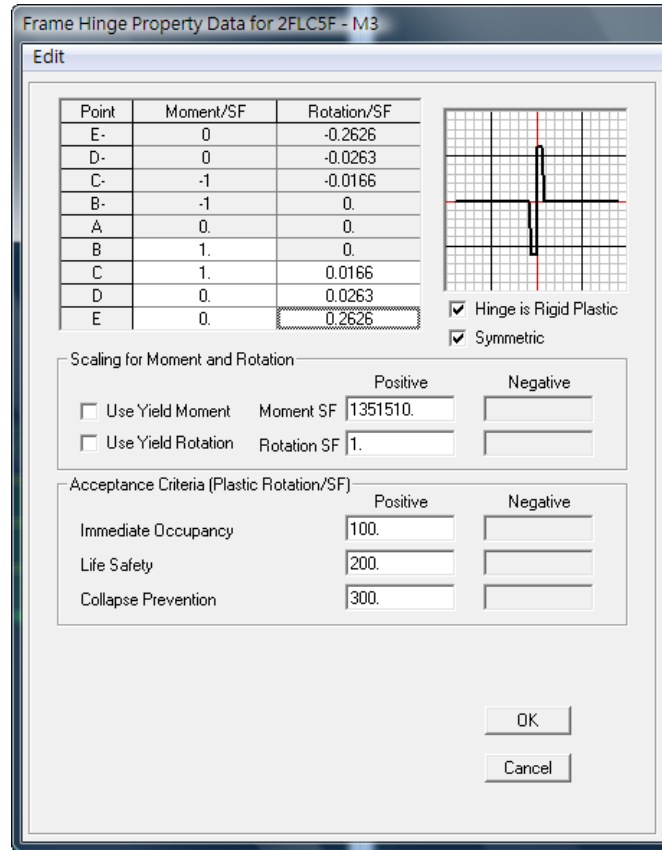 Frame Hinge Property Data for 2FLC5F - M3
Edit
Point Moment/SF Rotation/SF
E- 0 -0.2626
D- 0 -0.0263
C- -1 -0.0166
B- -1 0.
A 0. 0.
B 1. 0.
C 1. 0.0166
D 0. 0.0263
E 0. 0.2626
Hinge is Rigid Plastic
Symmetric
Scaling for Moment and Rotation
Positive Negative
Use Yield Moment Moment SF 1351510.
Use Yield Rotation Rotation SF 1.
Acceptance Criteria (Plastic Rotation/SF)
Positive Negative
Immediate Occupancy 100.
Life Safety 200.
Collapse Prevention 300.
OK
Cancel